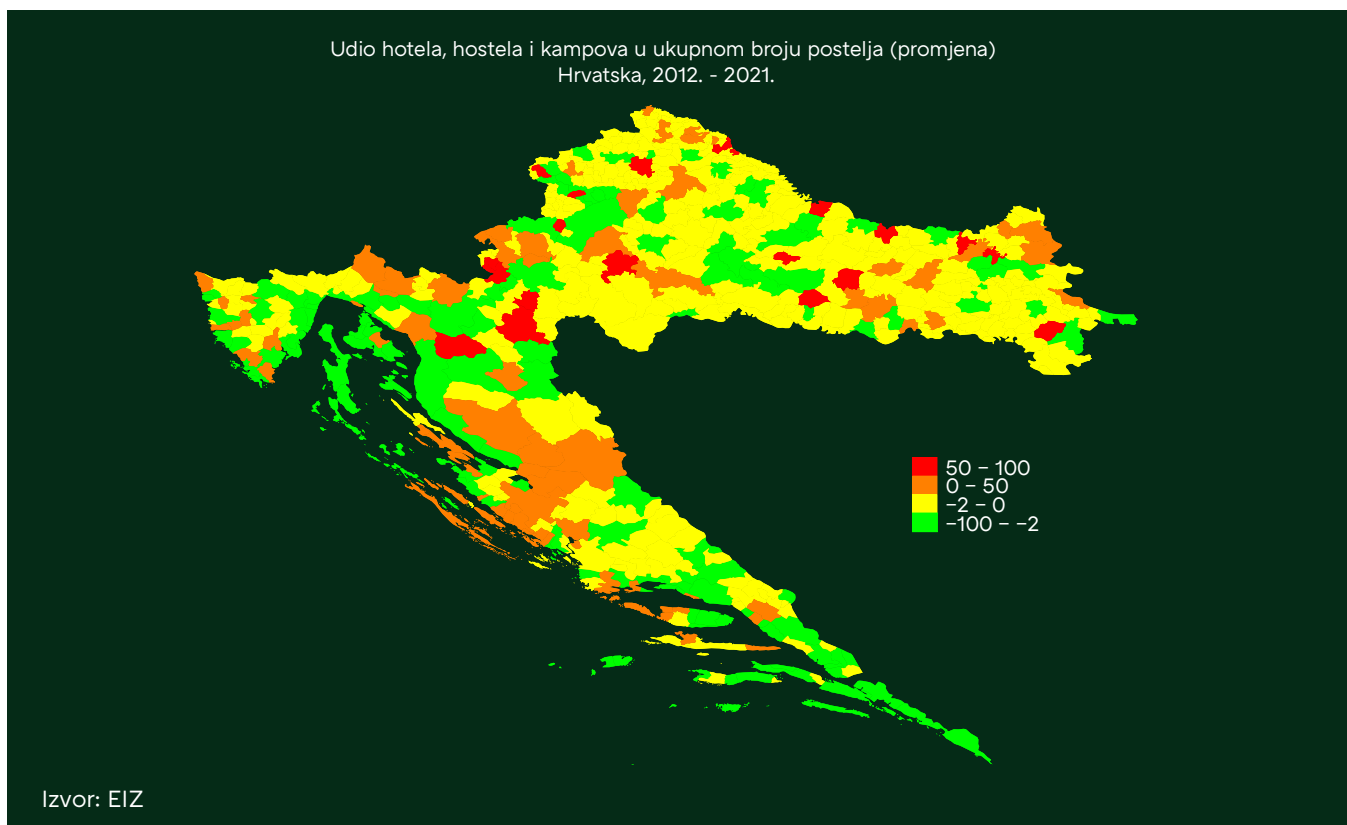 Udio hotela, hostela i kampova u ukupnom broju postelja (promjena)
Hrvatska, 2012. - 2021.
50 – 100
0 – 50
−2 – 0
−100 – −2
Izvor: EIZ